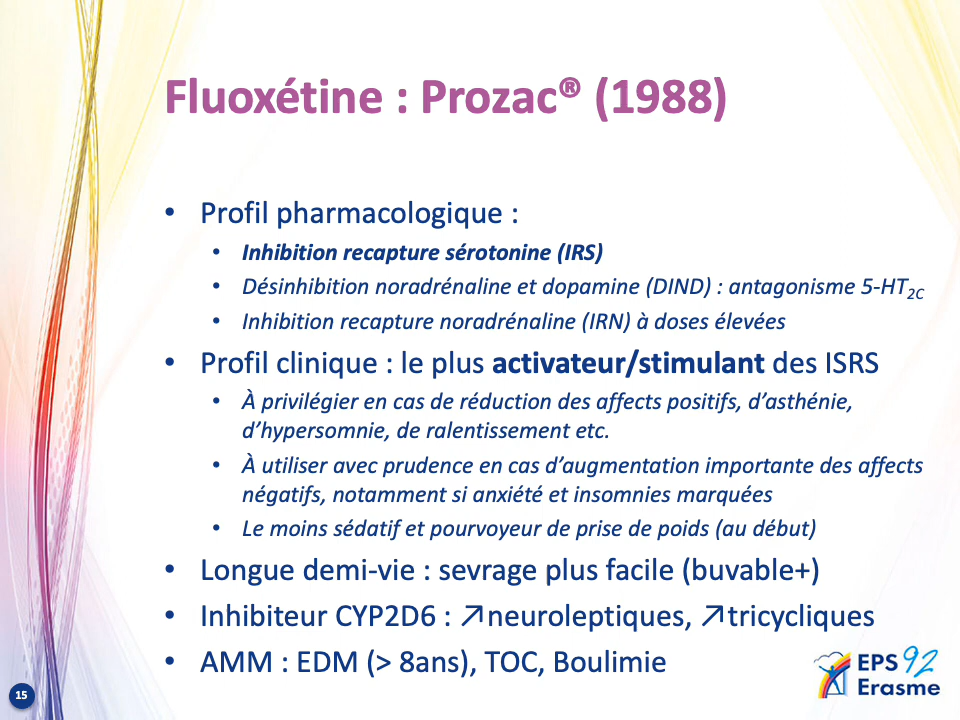 Fluoxétine : Prozac® (1988)
• Profil pharmacologique :
• Inhibition recapture sérotonine (IRS)
• Désinhibition noradrénaline et dopamine (DIND) : antagonisme 5-HT2C
• Inhibition recapture noradrénaline (IRN) à doses élevées
• Profil clinique : le plus activateur/stimulant des ISRS
• À privilégier en cas de réduction des affects positifs, d’asthénie,
d’hypersomnie, de ralentissement etc.
• À utiliser avec prudence en cas d’augmentation importante des affects
négatifs, notamment si anxiété et insomnies marquées
• Le moins sédatif et pourvoyeur de prise de poids (au début)
• Longue demi-vie : sevrage plus facile (buvable+)
• Inhibiteur CYP2D6 : ↗neuroleptiques, ↗tricycliques
• AMM : EDM (> 8ans), TOC, Boulimie
15
EPS 92
Erasme